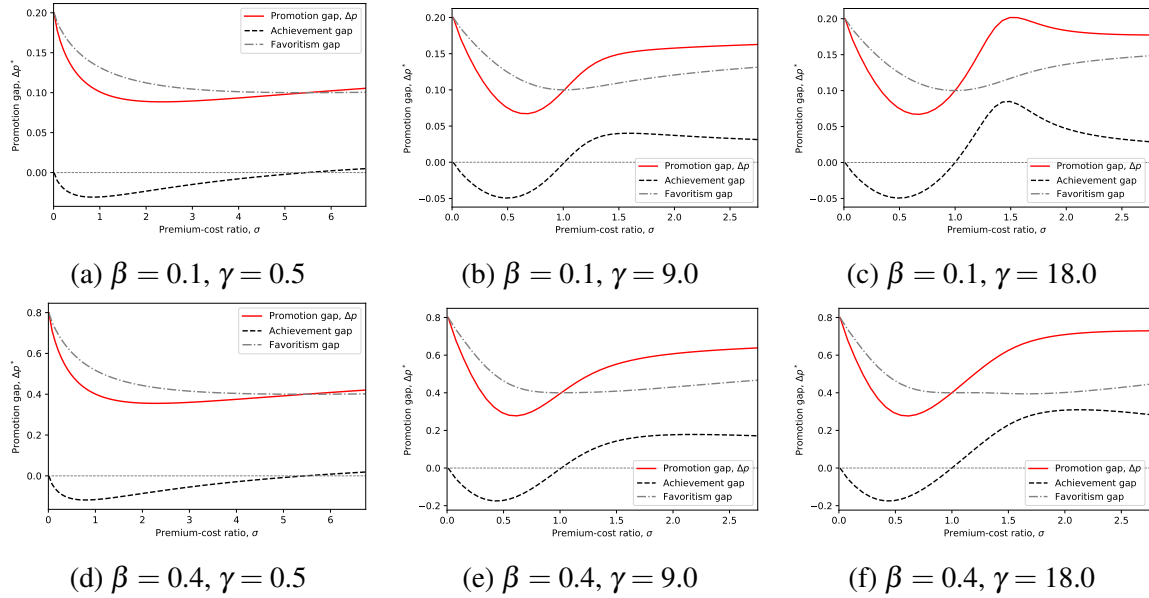 Promotion gap, Δp*
0.20
0.15
0.10
0.05
0.00
Promotion gap, Δp
Achievement gap
Favoritism gap
0 1 2 3 4 5 6
Premium-cost ratio, σ
(a) β = 0.1, γ = 0.5
Promotion gap, Δp*
0.20
0.15
0.10
0.05
0.00
−0.05
Promotion gap, Δp
Achievement gap
Favoritism gap
0.0 0.5 1.0 1.5 2.0 2.5
Premium-cost ratio, σ
(b) β = 0.1, γ = 9.0
Promotion gap, Δp*
0.20
0.15
0.10
0.05
0.00
−0.05
Promotion gap, Δp
Achievement gap
Favoritism gap
0.0 0.5 1.0 1.5 2.0 2.5
Premium-cost ratio, σ
(c) β = 0.1, γ = 18.0
Promotion gap, Δp*
0.8
0.6
0.4
0.2
0.0
Promotion gap, Δp
Achievement gap
Favoritism gap
0 1 2 3 4 5 6
Premium-cost ratio, σ
(d) β = 0.4, γ = 0.5
Promotion gap, Δp*
0.8
0.6
0.4
0.2
0.0
−0.2
Promotion gap, Δp
Achievement gap
Favoritism gap
0.0 0.5 1.0 1.5 2.0 2.5
Premium-cost ratio, σ
(e) β = 0.4, γ = 9.0
Promotion gap, Δp*
0.8
0.6
0.4
0.2
0.0
−0.2
Promotion gap, Δp
Achievement gap
Favoritism gap
0.0 0.5 1.0 1.5 2.0 2.5
Premium-cost ratio, σ
(f) β = 0.4, γ = 18.0